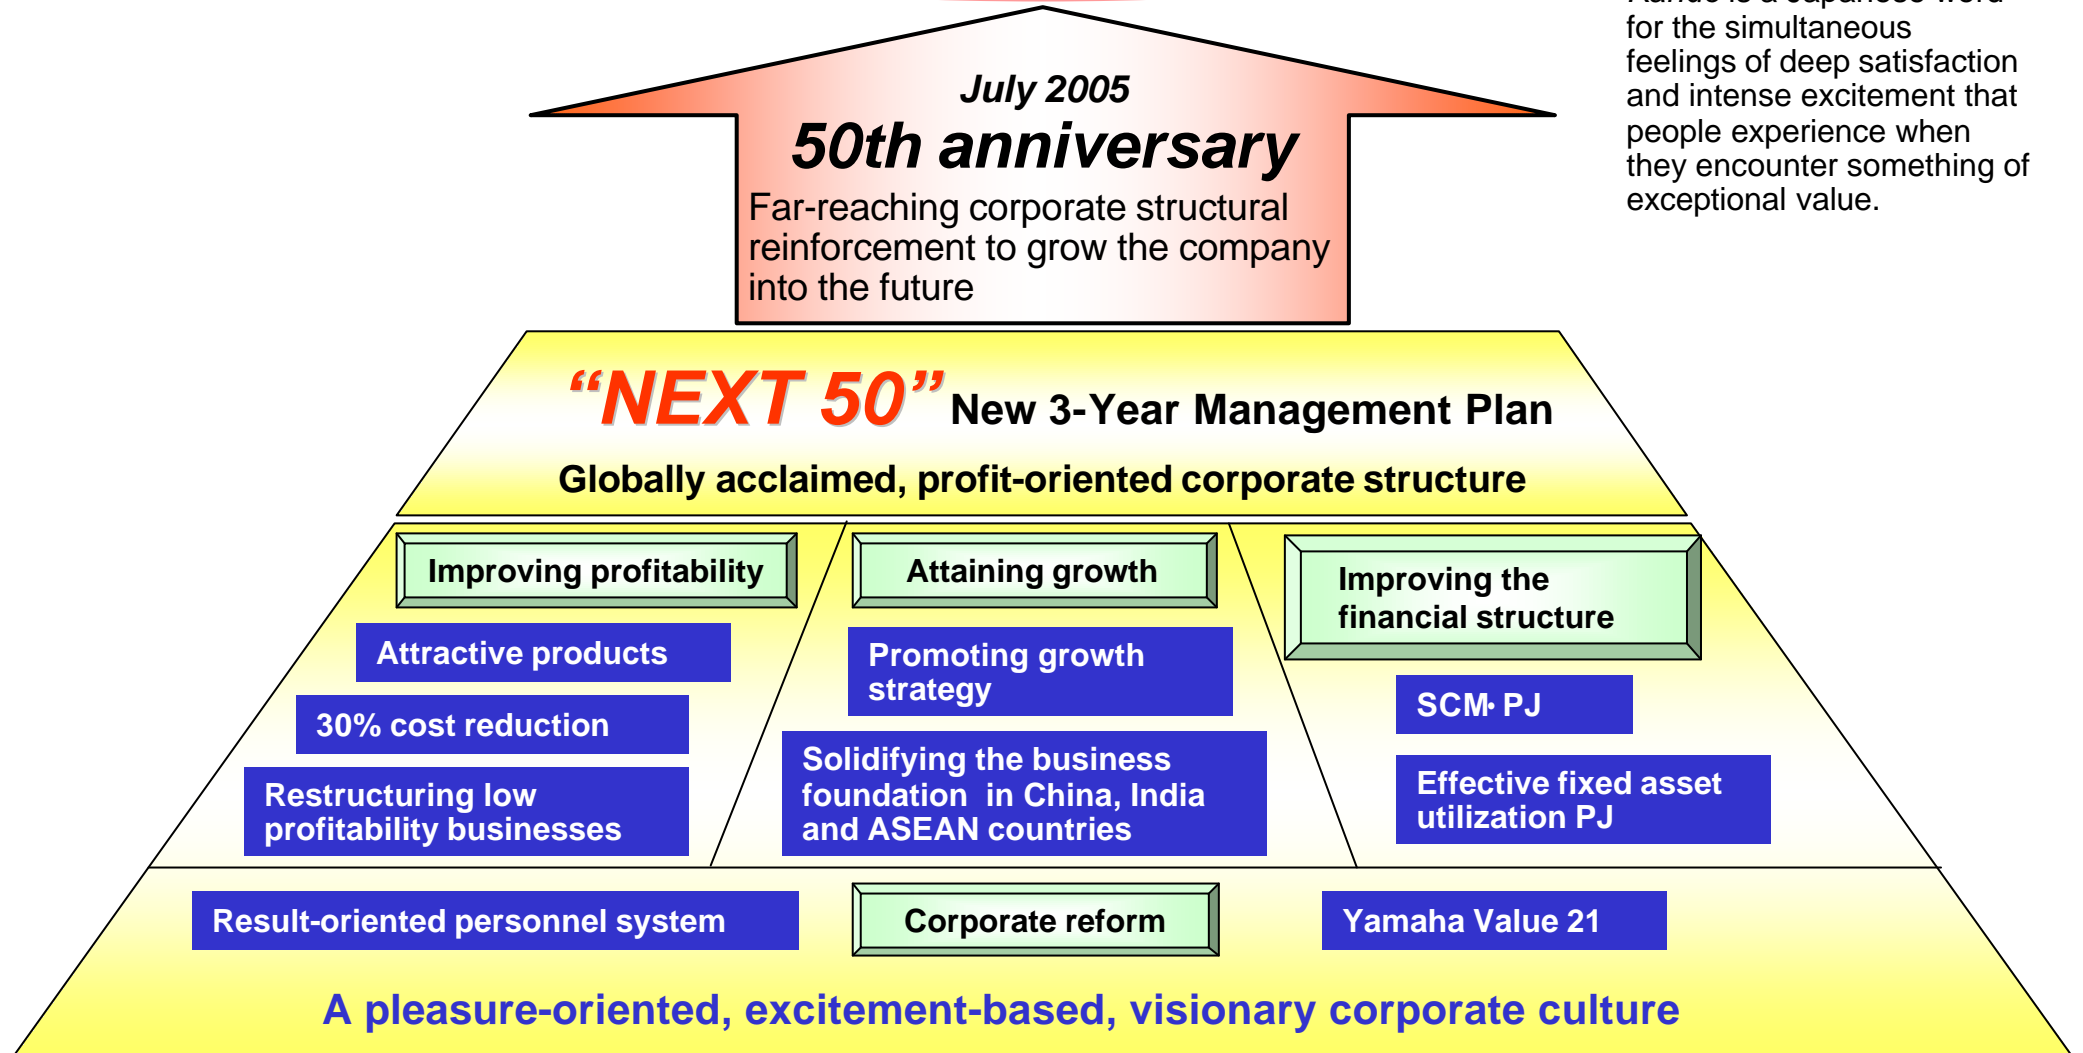 for the simultaneous
feelings of deep satisfaction
and intense excitement that
people experience when
they encounter something of
exceptional value.
July 2005
50th anniversary
Far-reaching corporate structural
reinforcement to grow the company
into the future
“NEXT 50” New 3-Year Management Plan
Globally acclaimed, profit-oriented corporate structure
Improving profitability
Attractive products
30% cost reduction
Restructuring low
profitability businesses
Attaining growth
Promoting growth
strategy
Solidifying the business
foundation in China, India
and ASEAN countries
Improving the
financial structure
SCM• PJ
Effective fixed asset
utilization PJ
Result-oriented personnel system
Corporate reform
Yamaha Value 21
A pleasure-oriented, excitement-based, visionary corporate culture